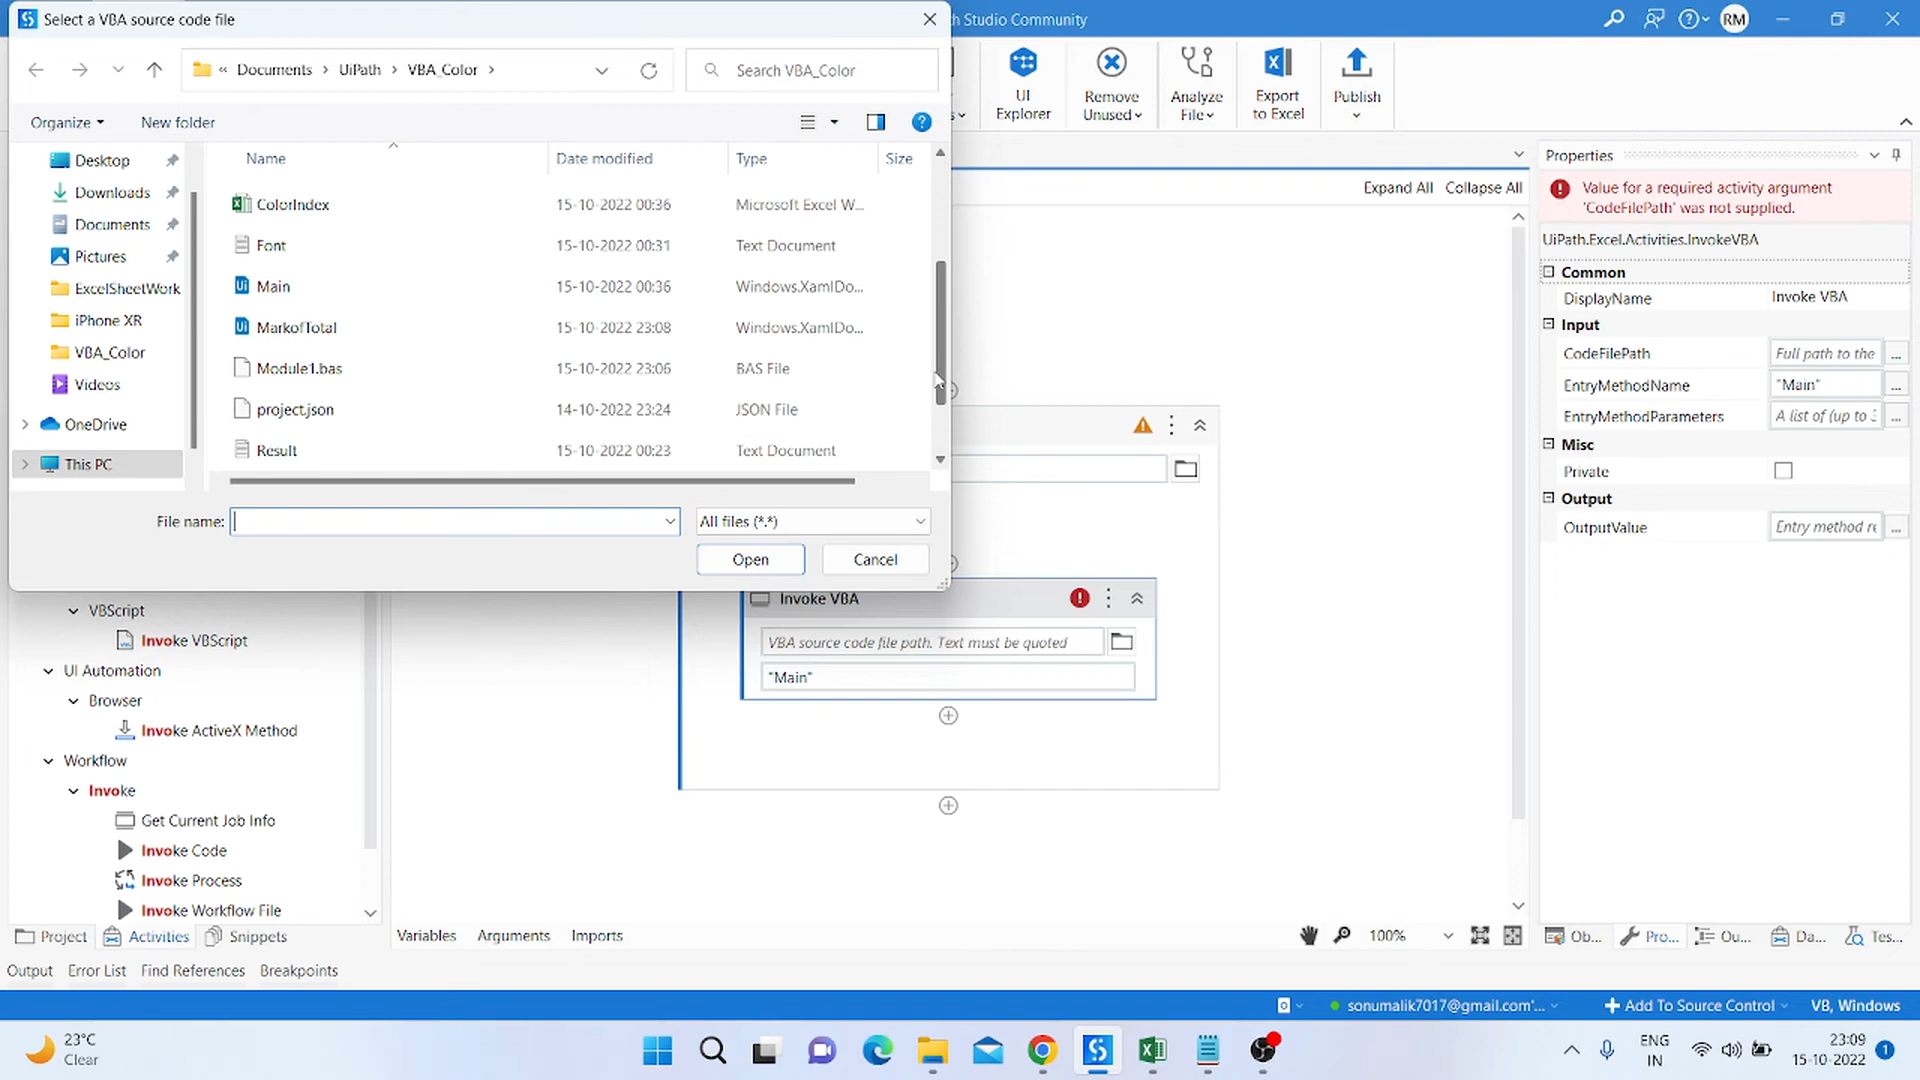 Select a VBA source code file
h Studio Community
RM
« Documents > UiPath > VBA_Color >
Search VBA_Color
UI Explorer
Remove Unused
Analyze File
Export to Excel
Publish
Organize
New folder
Name
Date modified
Type
Size
Desktop
Downloads
Documents
Pictures
ExcelSheetWork
iPhone XR
VBA_Color
Videos
OneDrive
This PC
ColorIndex 15-10-2022 00:36 Microsoft Excel W...
Font 15-10-2022 00:31 Text Document
Main 15-10-2022 00:36 Windows.XamlDo...
MarkofTotal 15-10-2022 23:08 Windows.XamlDo...
Module1.bas 15-10-2022 23:06 BAS File
project.json 14-10-2022 23:24 JSON File
Result 15-10-2022 00:23 Text Document
File name:
All files (*.*)
Open
Cancel
Expand All Collapse All
Properties
Value for a required activity argument
'CodeFilePath' was not supplied.
UiPath.Excel.Activities.InvokeVBA
Common
DisplayName Invoke VBA
Input
CodeFilePath Full path to the ...
EntryMethodName "Main" ...
EntryMethodParameters A list of (up to 3 ...
Misc
Private
Output
OutputValue Entry method re ...
Invoke VBA
VBA source code file path. Text must be quoted
"Main"
VBScript
Invoke VBScript
UI Automation
Browser
Invoke ActiveX Method
Workflow
Invoke
Get Current Job Info
Invoke Code
Invoke Process
Invoke Workflow File
Project
Activities
Snippets
Variables
Arguments
Imports
100%
Ob...
Pro...
Ou...
Da...
Tes...
Output
Error List
Find References
Breakpoints
sonumalik7017@gmail.com'...
Add To Source Control
VB, Windows
23°C
Clear
ENG
IN
23:09
15-10-2022
1